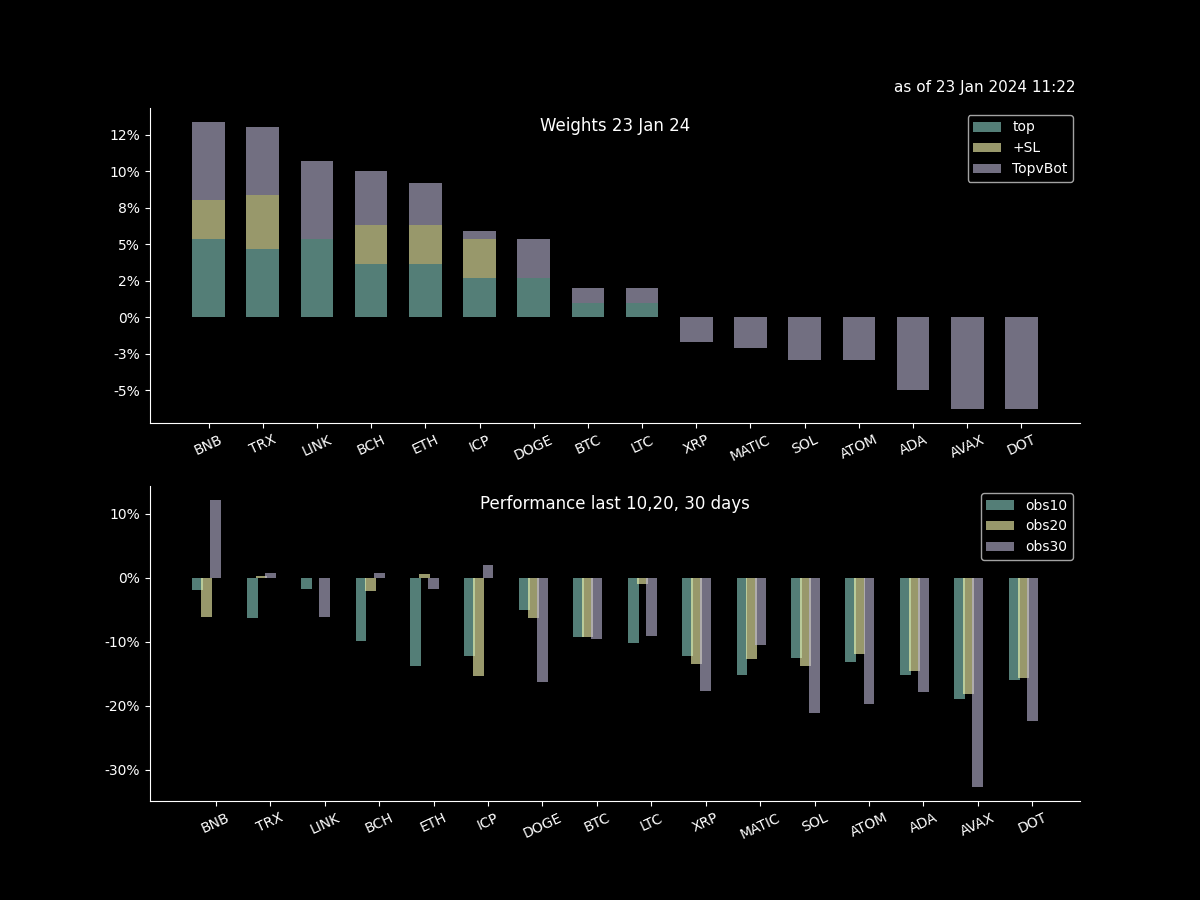 as of 23 Jan 2024 11:22
Weights 23 Jan 24
top
+SL
TopvBot
12%
10%
8%
5%
2%
0%
-3%
-5%
BNB TRX LINK BCH ETH ICP DOGE BTC LTC XRP MATIC SOL ATOM ADA AVAX DOT
Performance last 10,20, 30 days
obs10
obs20
obs30
10%
0%
-10%
-20%
-30%
BNB TRX LINK BCH ETH ICP DOGE BTC LTC XRP MATIC SOL ATOM ADA AVAX DOT